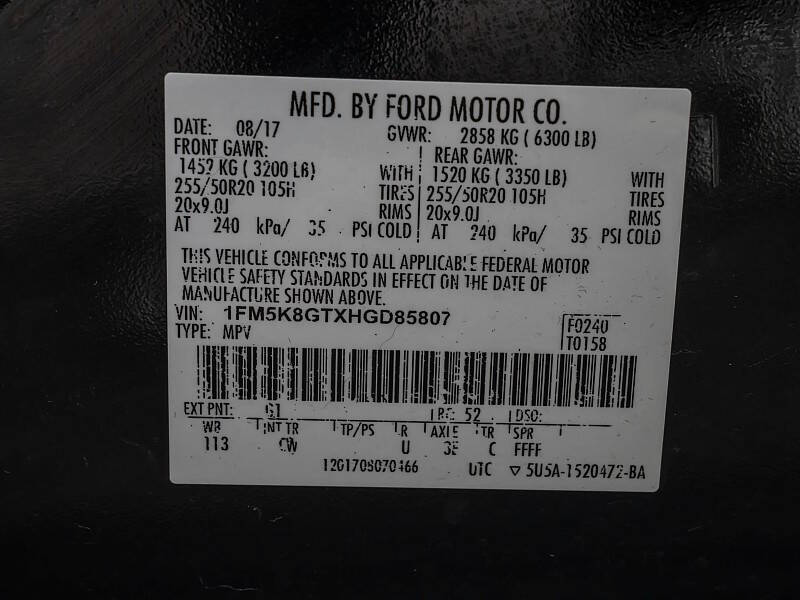 MFD. BY FORD MOTOR CO.
DATE: 08/17 GVWR: 2858 KG ( 6300 LB)
FRONT GAWR: REAR GAWR:
1452 KG ( 3200 LB) WITH 1520 KG ( 3350 LB) WITH
255/50R20 105H TIRES 255/50R20 105H TIRES
20x9.0J RIMS 20x9.0J RIMS
AT 240 kPa/ 35 PSI COLD AT 240 kPa/ 35 PSI COLD
THIS VEHICLE CONFORMS TO ALL APPLICABLE FEDERAL MOTOR
VEHICLE SAFETY STANDARDS IN EFFECT ON THE DATE OF
MANUFACTURE SHOWN ABOVE.
VIN: 1FM5K8GTXHGD85807 F0240
TYPE: MPV T0158
EXT PNT: G1 RC: 52 DSO:
WB INT TR TP/PS R AXLE TR SPR
113 CW U 3E C FFFF
UTC ▽ 5U5A-1520472-BA